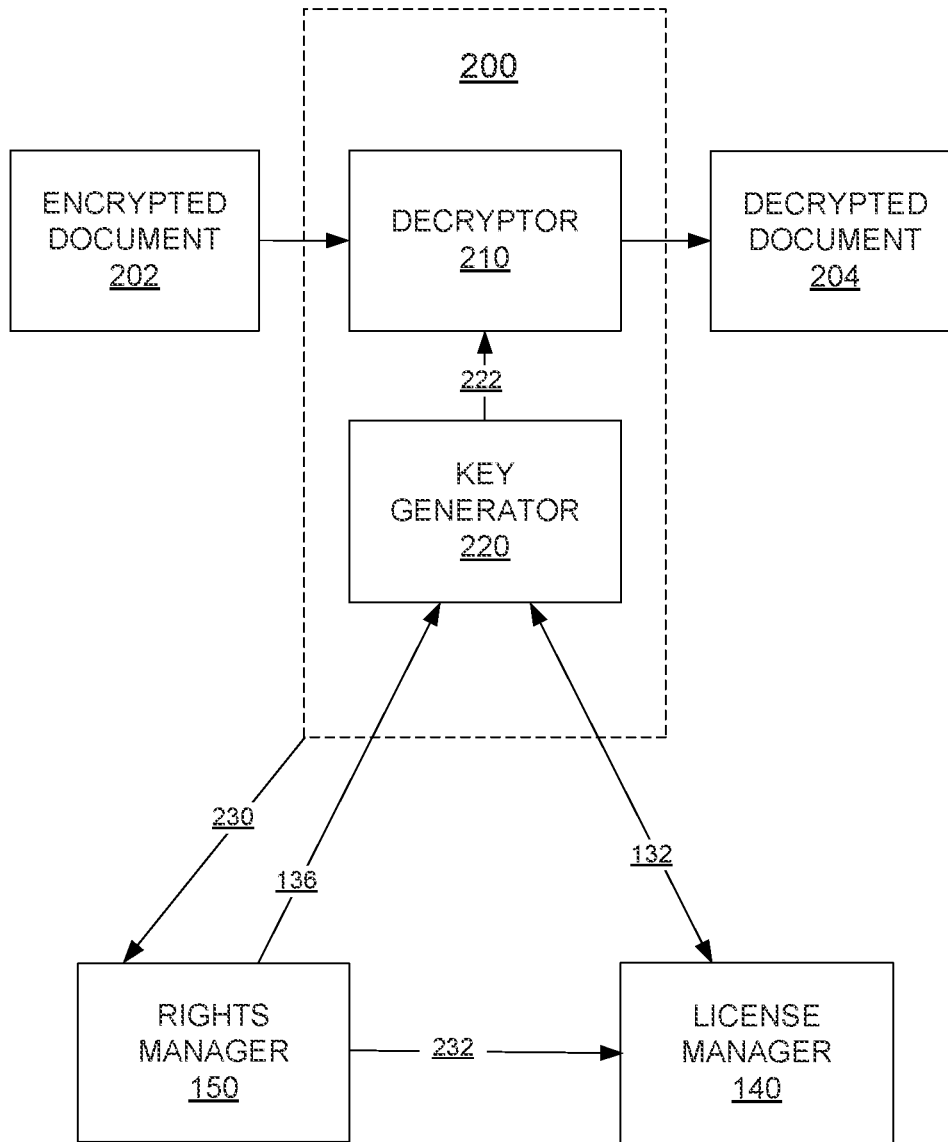 200
ENCRYPTED
DOCUMENT
202
DECRYPTOR
210
DECRYPTED
DOCUMENT
204
222
KEY
GENERATOR
220
230
136
132
RIGHTS
MANAGER
150
232
LICENSE
MANAGER
140